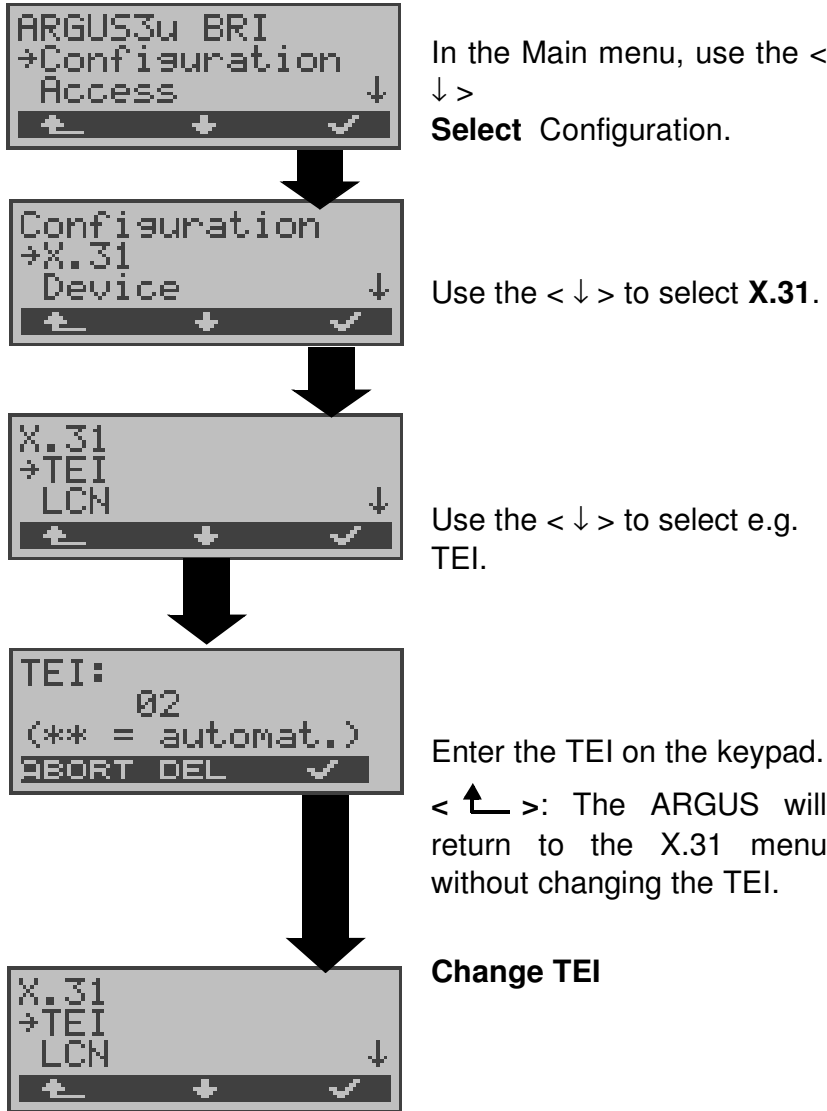 ARGUS3u BRI
→Configuration
Access ↓
In the Main menu, use the <
↓ >
Select Configuration.
Configuration
→X.31
Device ↓
Use the < ↓ > to select X.31.
X.31
→TEI
LCN ↓
Use the < ↓ > to select e.g.
TEI.
TEI:
02
(** = automat.)
ABORT DEL ✓
Enter the TEI on the keypad.
< >: The ARGUS will
return to the X.31 menu
without changing the TEI.
Change TEI
X.31
→TEI
LCN ↓